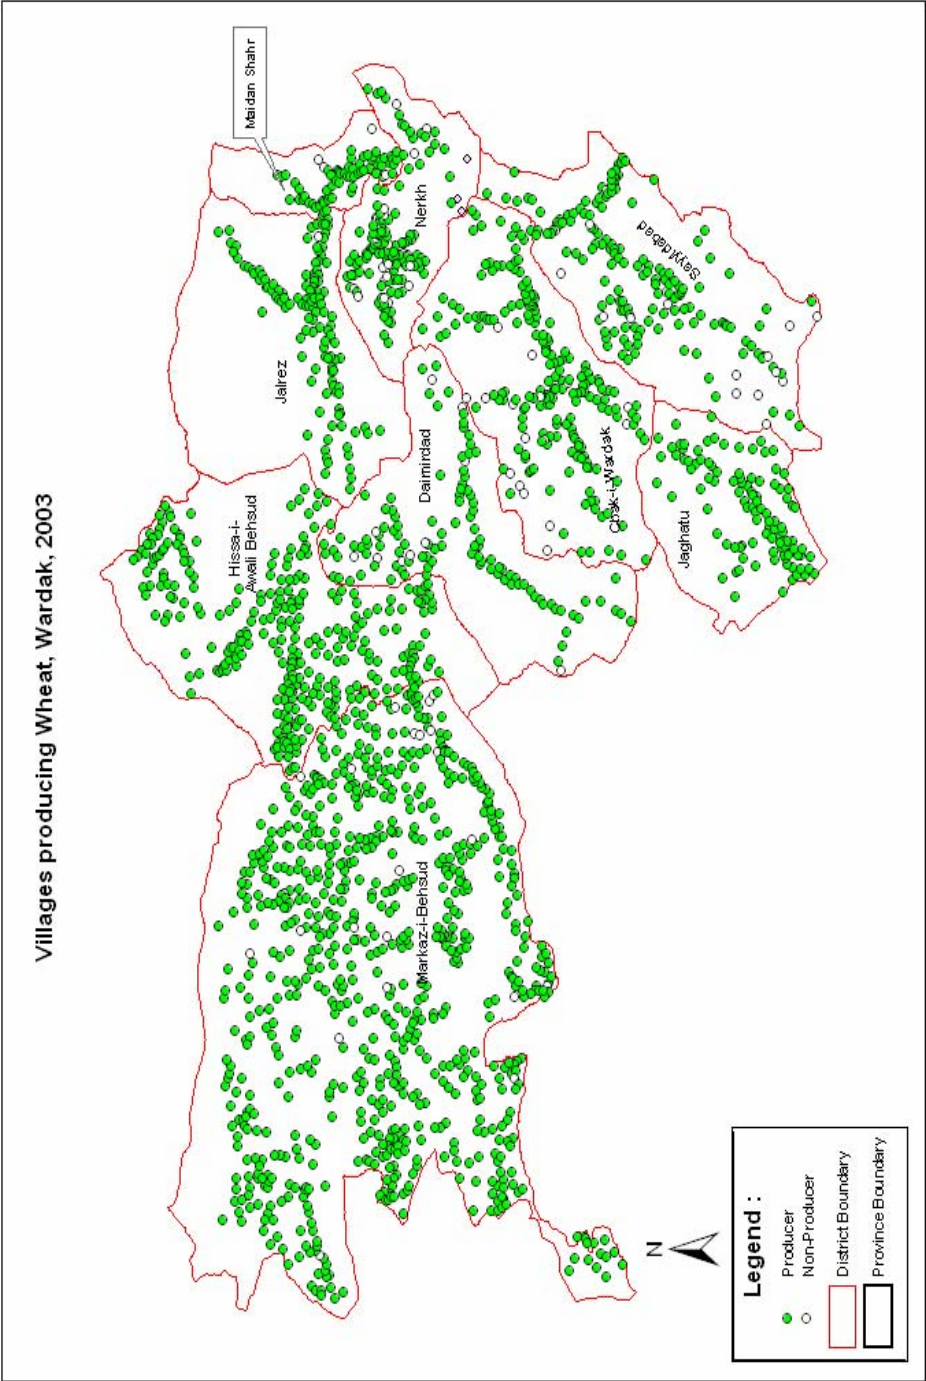 Villages producing Wheat, Wardak, 2003
Maidan Shahr
Nerkh
Sayyidabad
Jalrez
Daimirdad
Chak-i-Wardak
Jaghatu
Hissa-i-
Awali Behsud
Markaz-i-Behsud
N
Legend :
Producer
Non-Producer
District Boundary
Province Boundary